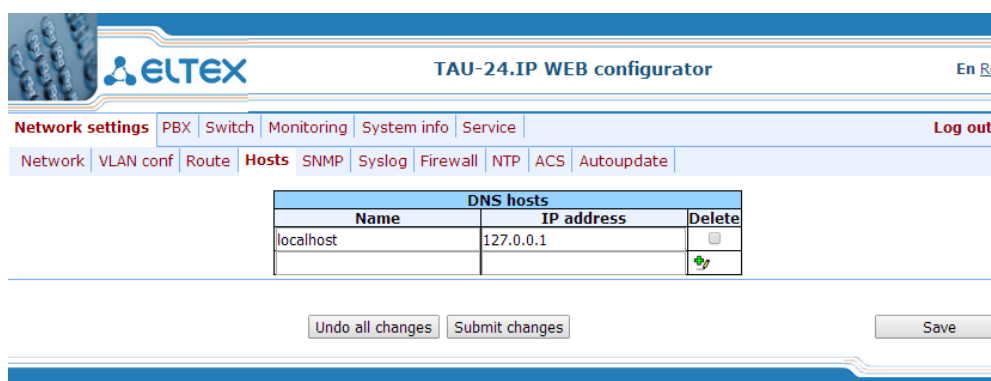 ELTEX TAU-24.IP WEB configurator En
Network settings PBX Switch Monitoring System info Service Log out
Network VLAN conf Route Hosts SNMP Syslog Firewall NTP ACS Autoupdate
DNS hosts
Name IP address Delete
localhost 127.0.0.1
Undo all changes Submit changes Save